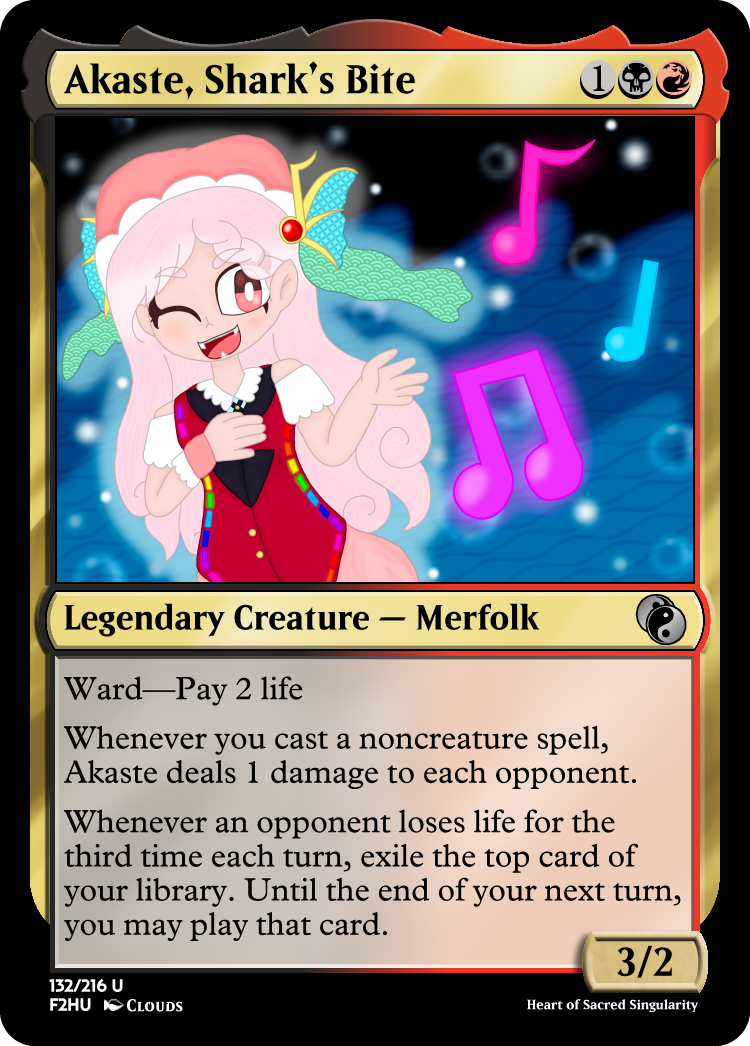 Akaste, Shark's Bite 1
Legendary Creature — Merfolk
Ward—Pay 2 life
Whenever you cast a noncreature spell,
Akaste deals 1 damage to each opponent.
Whenever an opponent loses life for the
third time each turn, exile the top card of
your library. Until the end of your next turn,
you may play that card.
3/2
132/216 U
F2HU Clouds
Heart of Sacred Singularity